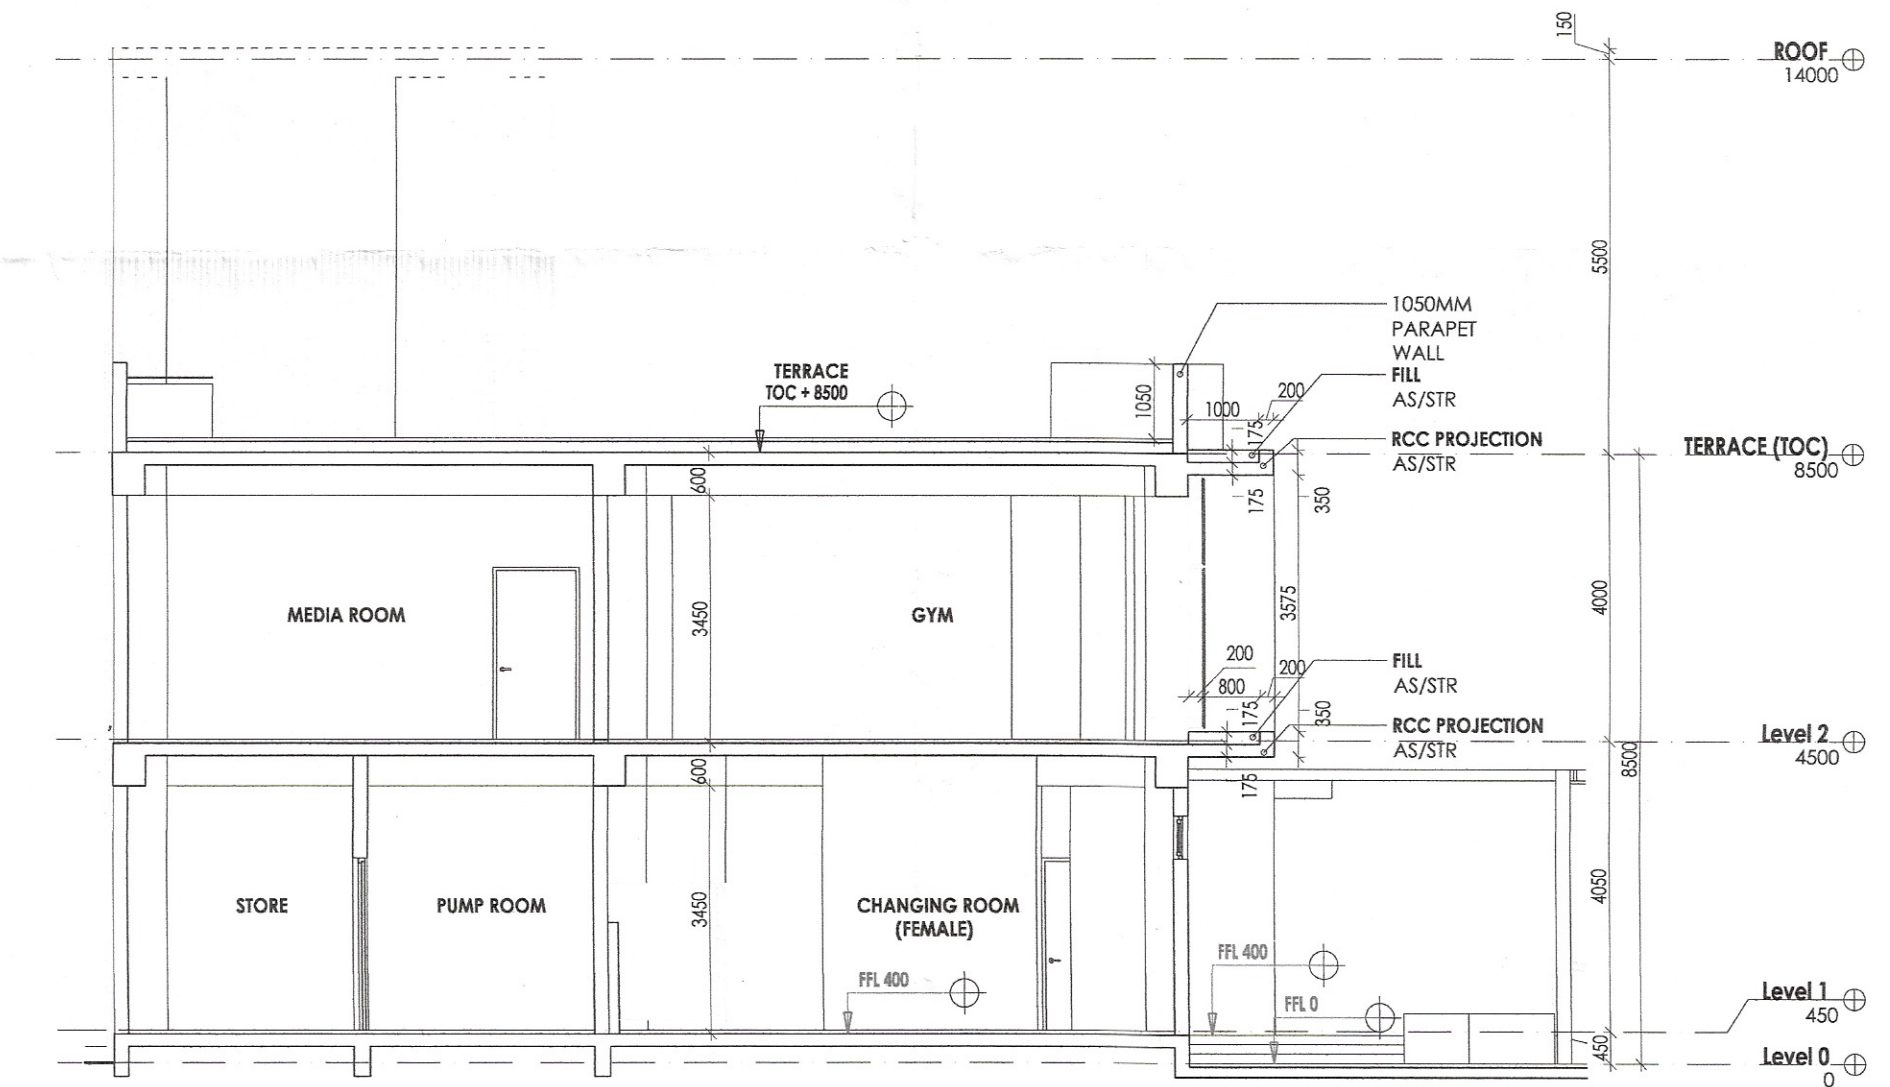 150
ROOF
14000
5500
1050MM
PARAPET
WALL
FILL
AS/STR
TERRACE
TOC + 8500
1050
1000
200
175
RCC PROJECTION
AS/STR
TERRACE (TOC)
8500
600
175
350
MEDIA ROOM
3450
GYM
3575
4000
200
800
200
FILL
AS/STR
175
350
RCC PROJECTION
AS/STR
Level 2
4500
8500
600
175
STORE
PUMP ROOM
3450
CHANGING ROOM
(FEMALE)
4050
FFL 400
FFL 400
FFL 0
Level 1
450
450
Level 0
0